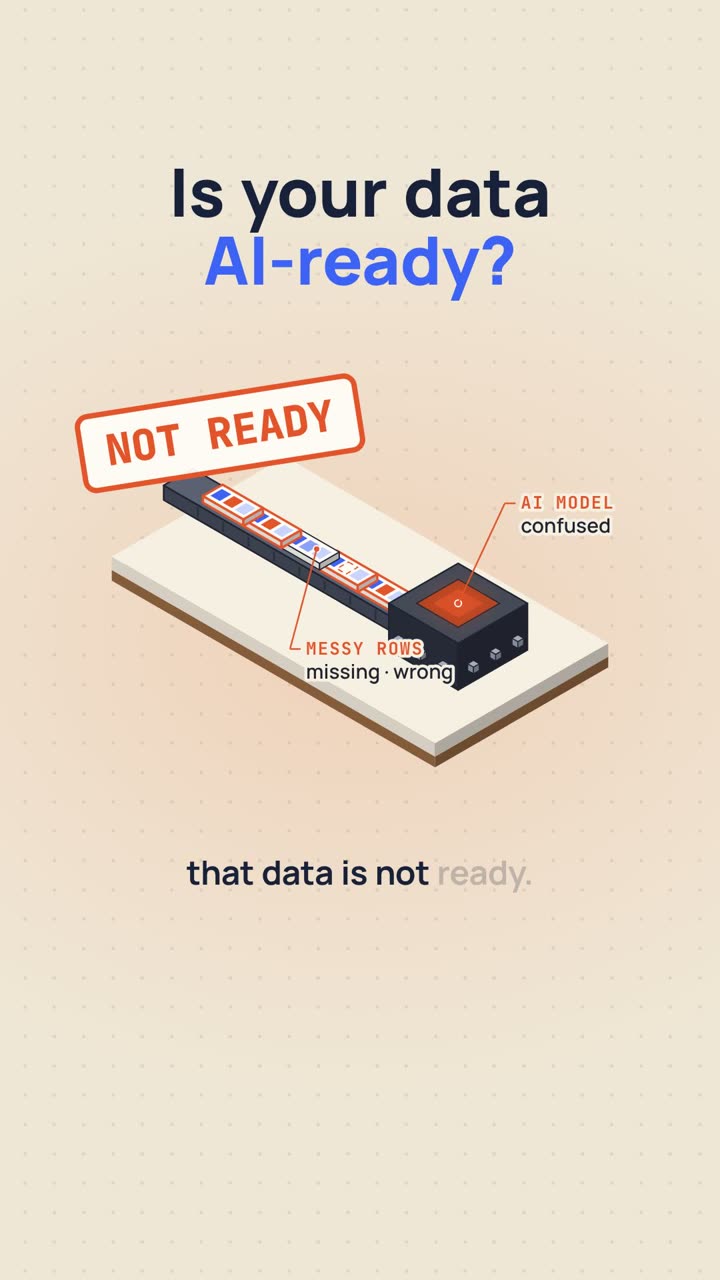 Is your data
AI-ready?
NOT READY
AI MODEL
confused
MESSY ROWS
missing · wrong
that data is not ready.